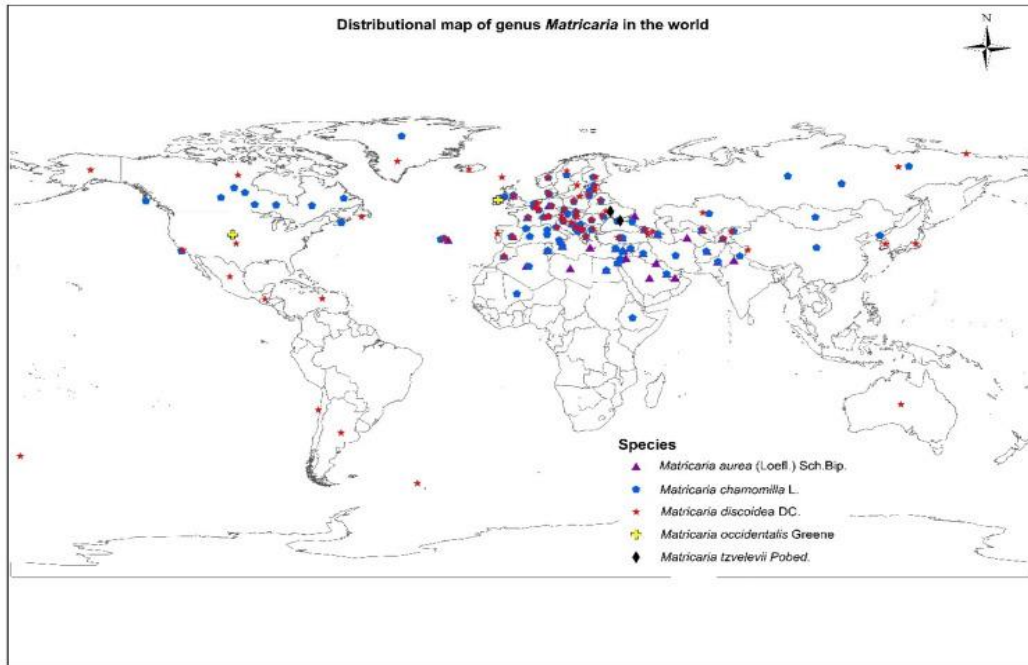 Distributional map of genus Matricaria in the world
N
Species
Matricaria aurea (Loefl.) Sch.Bip.
Matricaria chamomilla L.
Matricaria discoidea DC.
Matricaria occidentalis Greene
Matricaria tzvelevii Pobed.